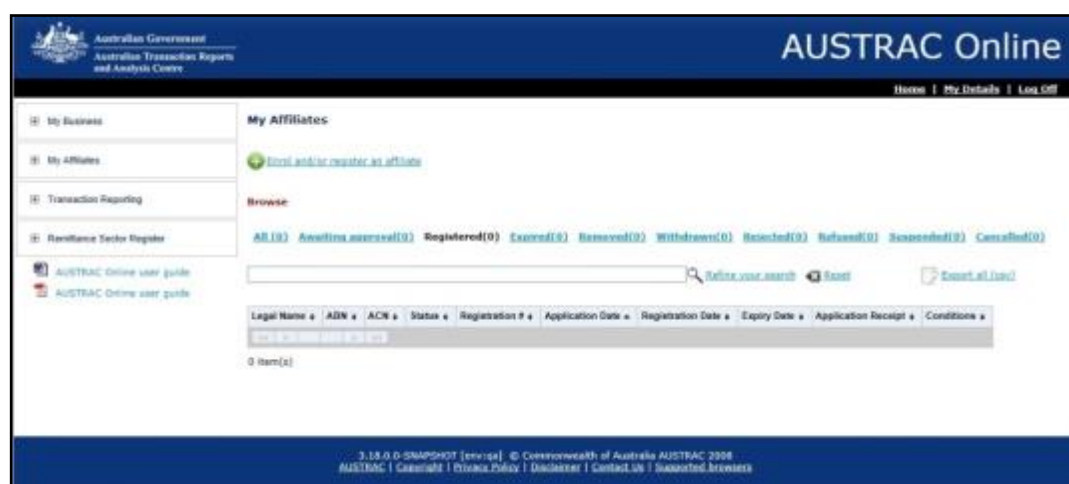 Australian Government
Australian Transaction Reports
and Analysis Centre
AUSTRAC Online
Home | My Details | Log Off
My Business
My Affiliates
Transaction Reporting
Remittance Sector Register
AUSTRAC Online user guide
AUSTRAC Online user guide
My Affiliates
Enrol and/or register an affiliate
Browse
All (0) Awaiting approval(0) Registered(0) Expired(0) Removed(0) Withdrawn(0) Rejected(0) Refused(0) Suspended(0) Cancelled(0)
Refine your search Reset Export all (csv)
Legal Name ABN ACN Status Registration # Application Date Registration Date Expiry Date Application Receipt Conditions
0 item(s)
3.18.0.0-SNAPSHOT [env:qa] © Commonwealth of Australia AUSTRAC 2008
AUSTRAC | Copyright | Privacy Policy | Disclaimer | Contact Us | Supported browsers